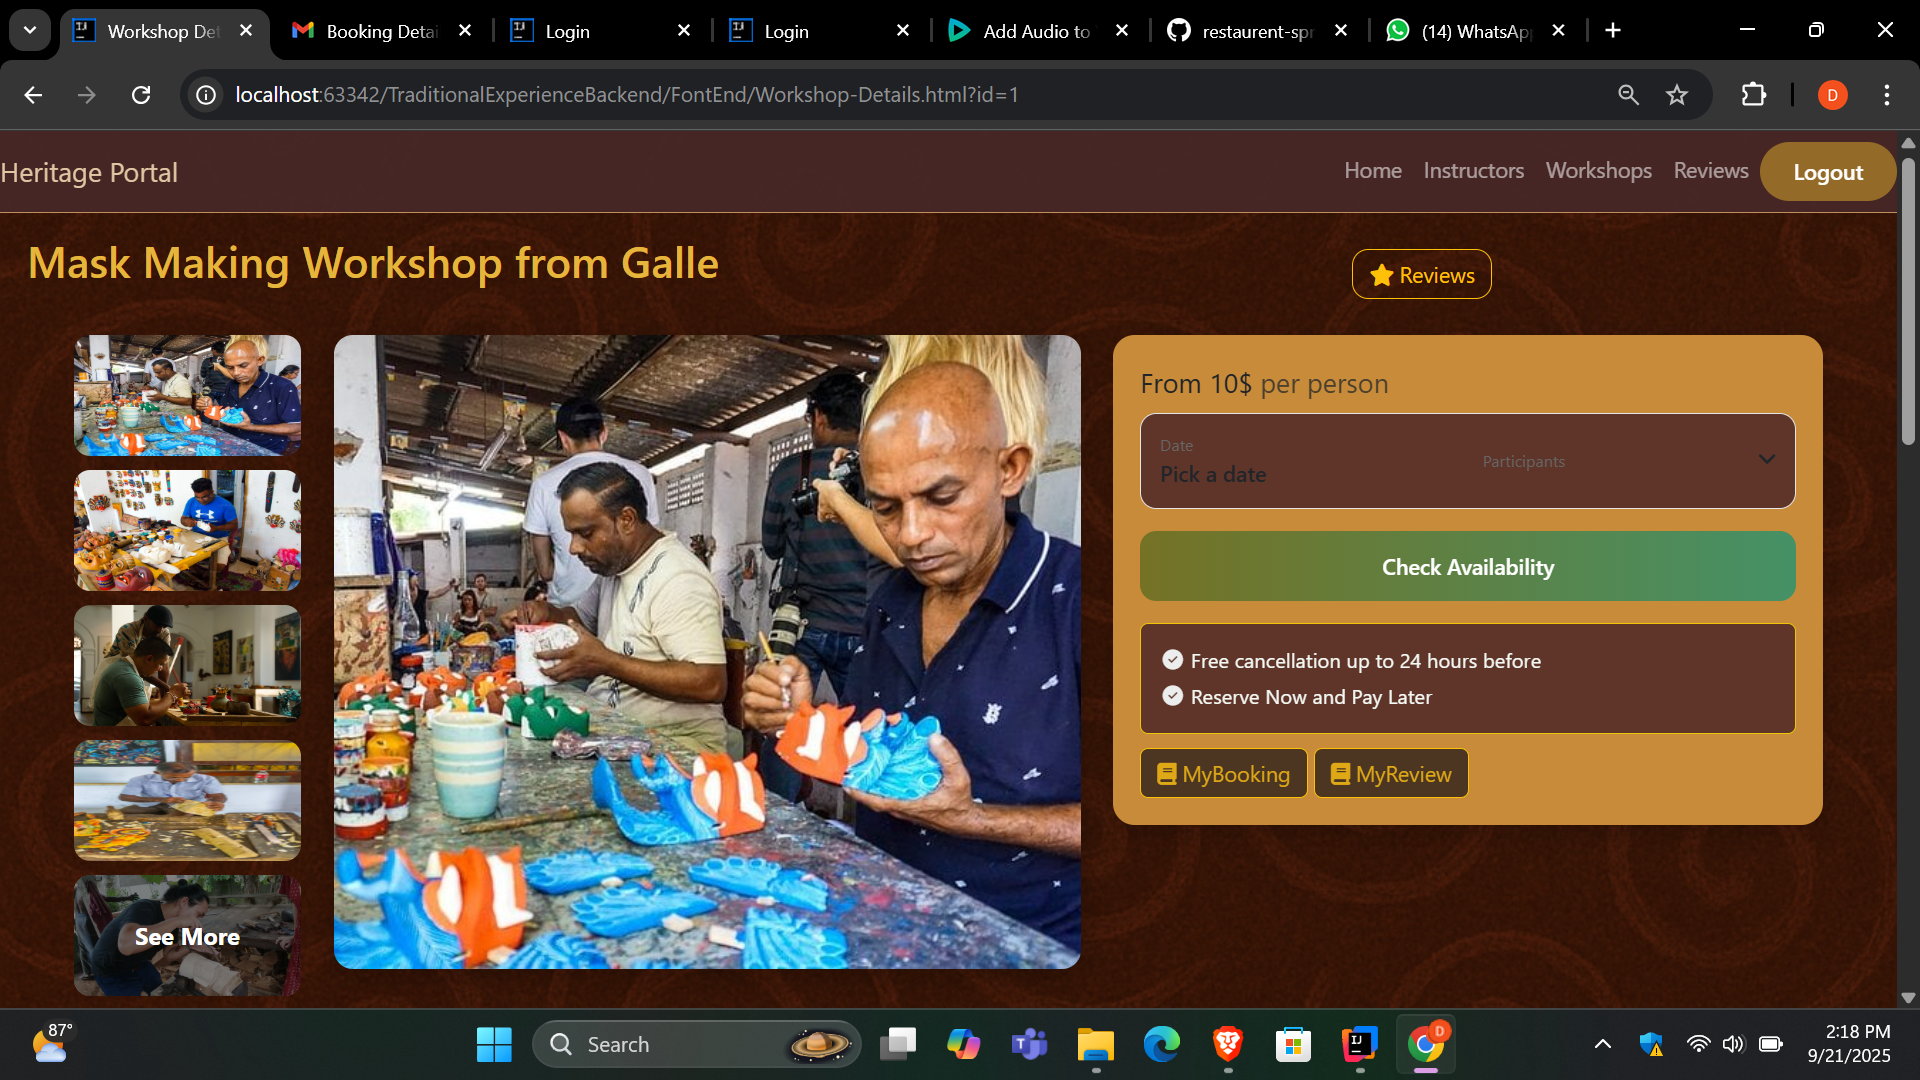 Workshop Det
Booking Detai
Login
Login
Add Audio to
restaurent-spr
(14) WhatsApp
localhost:63342/TraditionalExperienceBackend/FontEnd/Workshop-Details.html?id=1
D
Heritage Portal
Home
Instructors
Workshops
Reviews
Logout
Mask Making Workshop from Galle
Reviews
From 10$ per person
Date
Pick a date
Participants
Check Availability
Free cancellation up to 24 hours before
Reserve Now and Pay Later
MyBooking
MyReview
See More
87°
Search
D
2:18 PM
9/21/2025